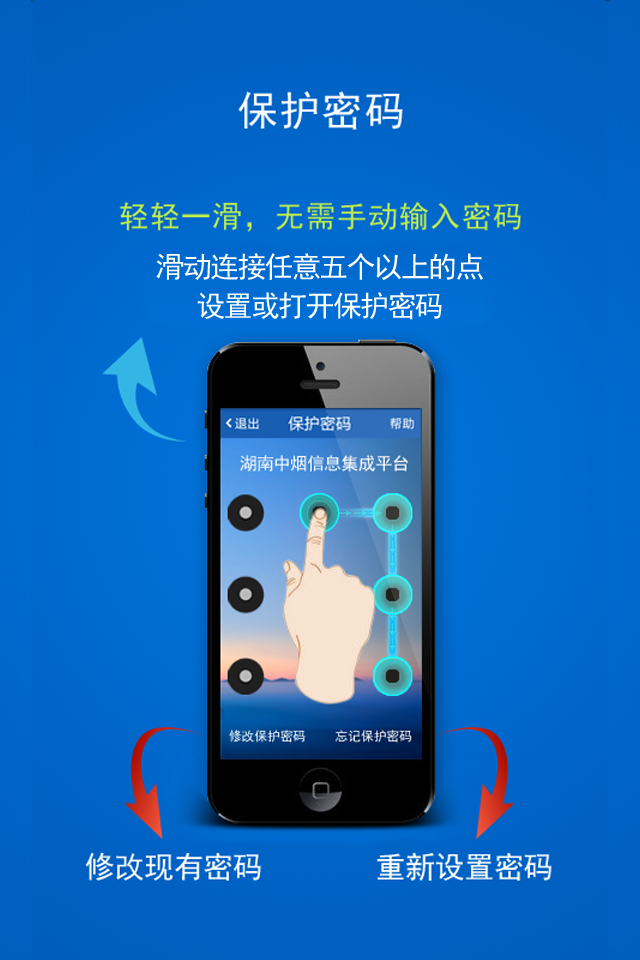 保护密码
轻轻一滑，无需手动输入密码
滑动连接任意五个以上的点
设置或打开保护密码
退出 保护密码 帮助
湖南中烟信息集成平台
修改保护密码 忘记保护密码
修改现有密码 重新设置密码